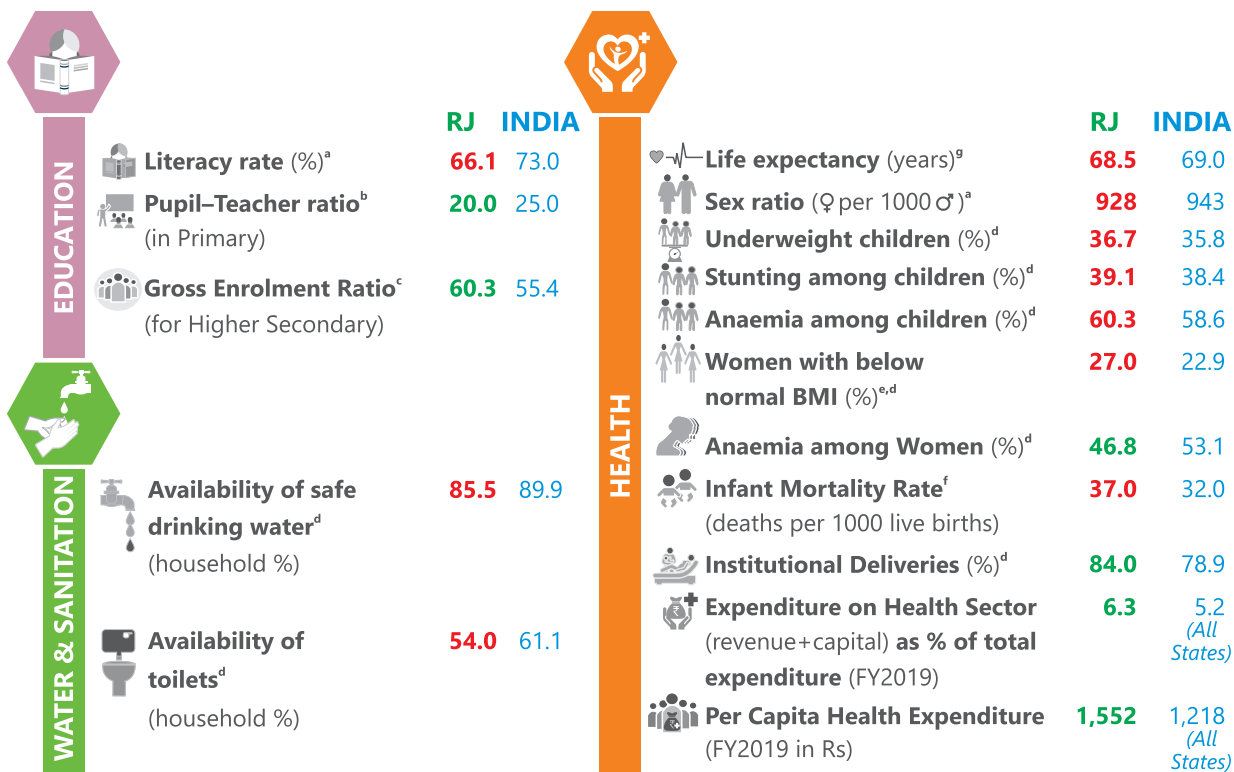 RJ INDIA
EDUCATION
Literacy rate (%)a 66.1 73.0
Pupil–Teacher ratiob 20.0 25.0
(in Primary)
Gross Enrolment Ratioc 60.3 55.4
(for Higher Secondary)
WATER & SANITATION
Availability of safe 85.5 89.9
drinking waterd
(household %)
Availability of 54.0 61.1
toiletsd
(household %)
RJ INDIA
HEALTH
Life expectancy (years)g 68.5 69.0
Sex ratio (♀ per 1000 ♂)a 928 943
Underweight children (%)d 36.7 35.8
Stunting among children (%)d 39.1 38.4
Anaemia among children (%)d 60.3 58.6
Women with below 27.0 22.9
normal BMI (%)e,d
Anaemia among Women (%)d 46.8 53.1
Infant Mortality Ratef 37.0 32.0
(deaths per 1000 live births)
Institutional Deliveries (%)d 84.0 78.9
Expenditure on Health Sector 6.3 5.2
(revenue+capital) as % of total (All
expenditure (FY2019) States)
Per Capita Health Expenditure 1,552 1,218
(FY2019 in Rs) (All
States)